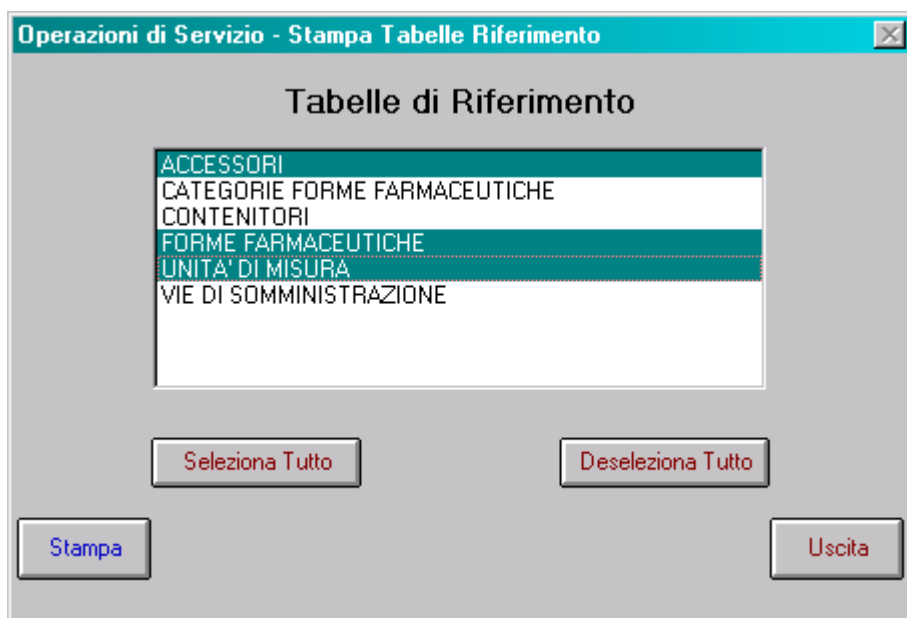 Operazioni di Servizio - Stampa Tabelle Riferimento
Tabelle di Riferimento
ACCESSORI
CATEGORIE FORME FARMACEUTICHE
CONTENITORI
FORME FARMACEUTICHE
UNITA' DI MISURA
VIE DI SOMMINISTRAZIONE
Seleziona Tutto
Deseleziona Tutto
Stampa
Uscita